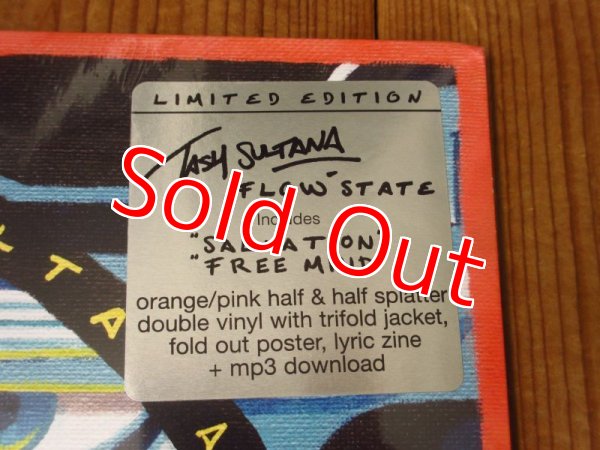 LIMITED EDITION
TASH SULTANA
"FLOW STATE"
Includes
"SALVATION"
"FREE MIND"
Sold Out
orange/pink half & half splatter
double vinyl with trifold jacket,
fold out poster, lyric zine
+ mp3 download
L T A
A